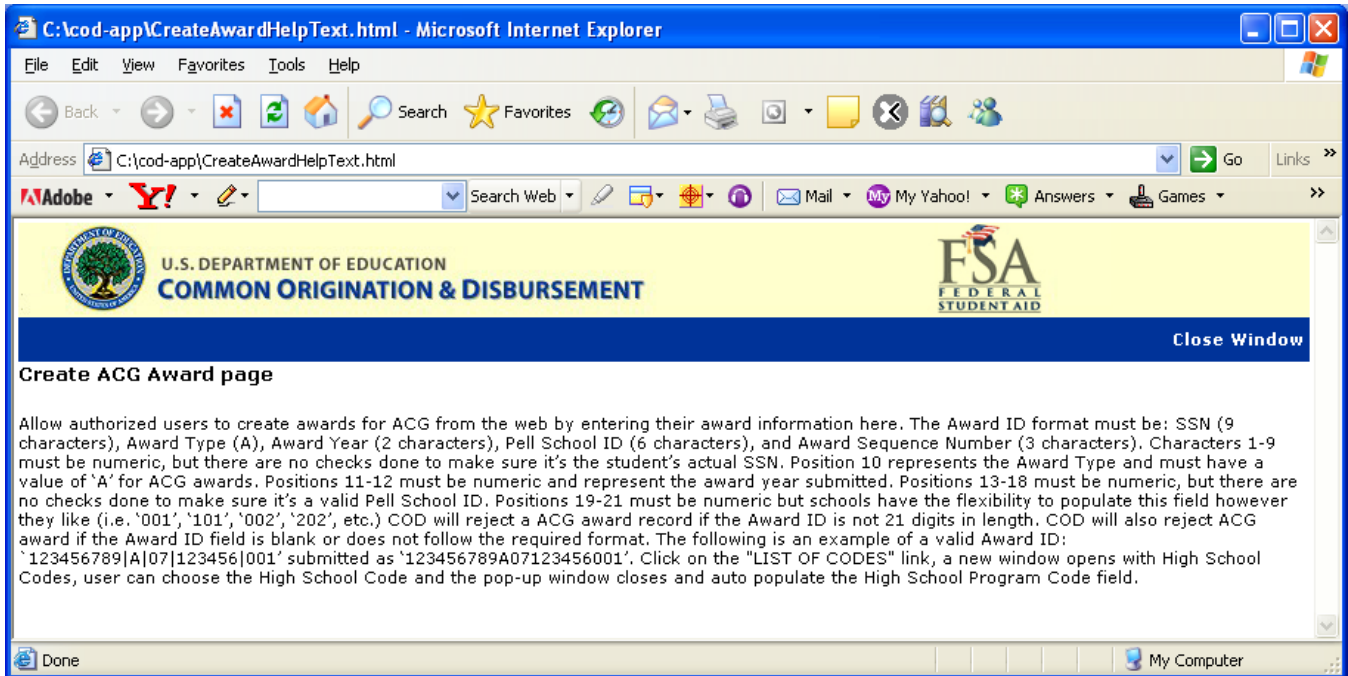 C:\cod-app\CreateAwardHelpText.html - Microsoft Internet Explorer
File Edit View Favorites Tools Help
Back Search Favorites
Address C:\cod-app\CreateAwardHelpText.html Go Links »
Adobe Y! Search Web Mail My My Yahoo! Answers Games »
U.S. DEPARTMENT OF EDUCATION
COMMON ORIGINATION & DISBURSEMENT
FSA
FEDERAL
STUDENT AID
Close Window
Create ACG Award page
Allow authorized users to create awards for ACG from the web by entering their award information here. The Award ID format must be: SSN (9
characters), Award Type (A), Award Year (2 characters), Pell School ID (6 characters), and Award Sequence Number (3 characters). Characters 1-9
must be numeric, but there are no checks done to make sure it's the student's actual SSN. Position 10 represents the Award Type and must have a
value of 'A' for ACG awards. Positions 11-12 must be numeric and represent the award year submitted. Positions 13-18 must be numeric, but there are
no checks done to make sure it's a valid Pell School ID. Positions 19-21 must be numeric but schools have the flexibility to populate this field however
they like (i.e. '001', '101', '002', '202', etc.) COD will reject a ACG award record if the Award ID is not 21 digits in length. COD will also reject ACG
award if the Award ID field is blank or does not follow the required format. The following is an example of a valid Award ID:
`123456789|A|07|123456|001' submitted as '123456789A07123456001'. Click on the "LIST OF CODES" link, a new window opens with High School
Codes, user can choose the High School Code and the pop-up window closes and auto populate the High School Program Code field.
Done My Computer